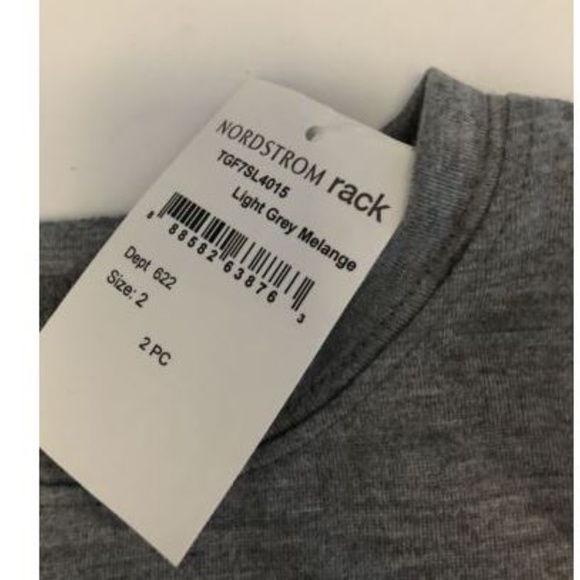 NORDSTROM rack
TGF7SL4015
Light Grey Melange
8 88582 63876 3
Dept 622
Size: 2
2 PC